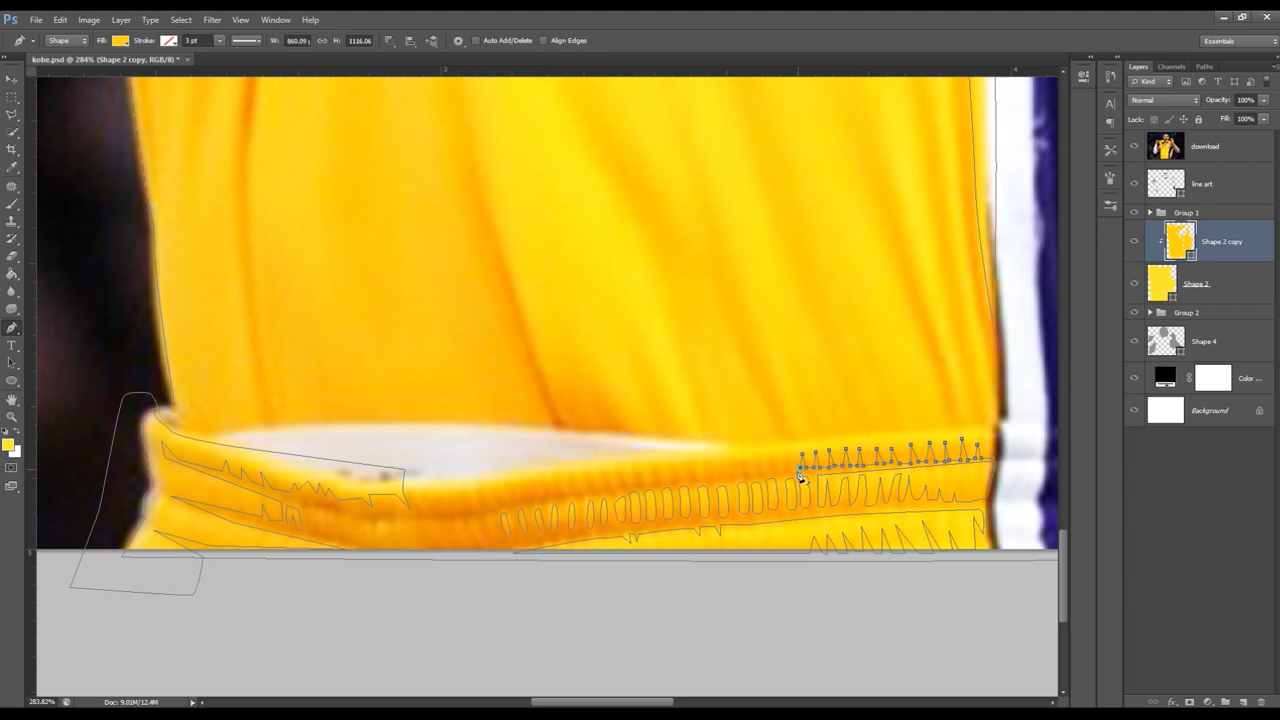 Ps File Edit Image Layer Type Select Filter View Window Help
Shape Fill: Stroke: 3 pt W: 860.09 H: 1116.06 Auto Add/Delete Align Edges Essentials
kobe.psd @ 284% (Shape 2 copy, RGB/8) * ×
3 4
Layers Channels Paths
Kind
Normal Opacity: 100%
Lock: Fill: 100%
download
line art
Group 1
Shape 2 copy
Shape 2
Group 2
Shape 4
Color ...
Background
5
283.82% Doc: 9.01M/12.4M